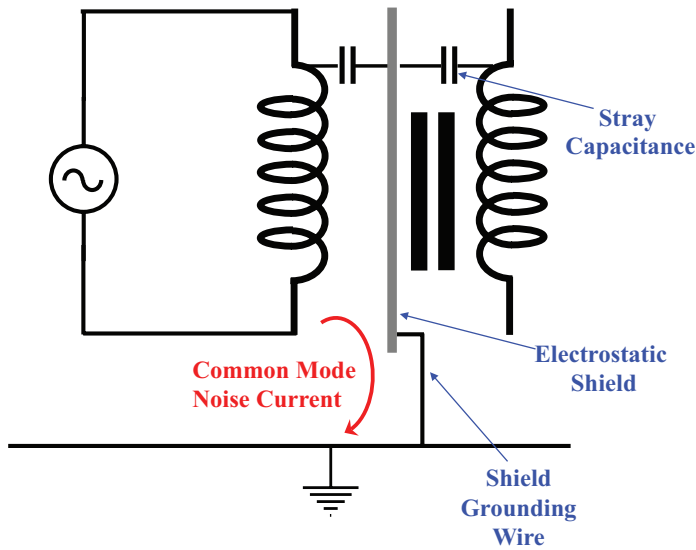 Stray
Capacitance
Electrostatic
Shield
Common Mode
Noise Current
Shield
Grounding
Wire